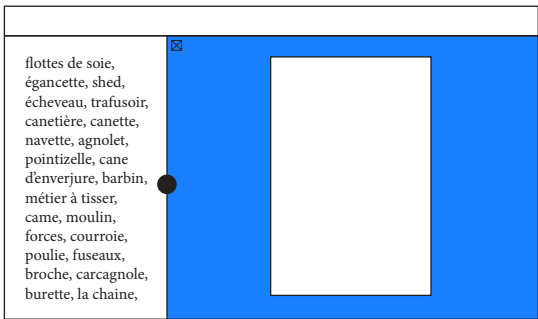 flottes de soie,
égancette, shed,
écheveau, trafusoir,
canetière, canette,
navette, agnolet,
pointizelle, cane
d'enverjure, barbin,
métier à tisser,
came, moulin,
forces, courroie,
poulie, fuseaux,
broche, carcagnole,
burette, la chaine,